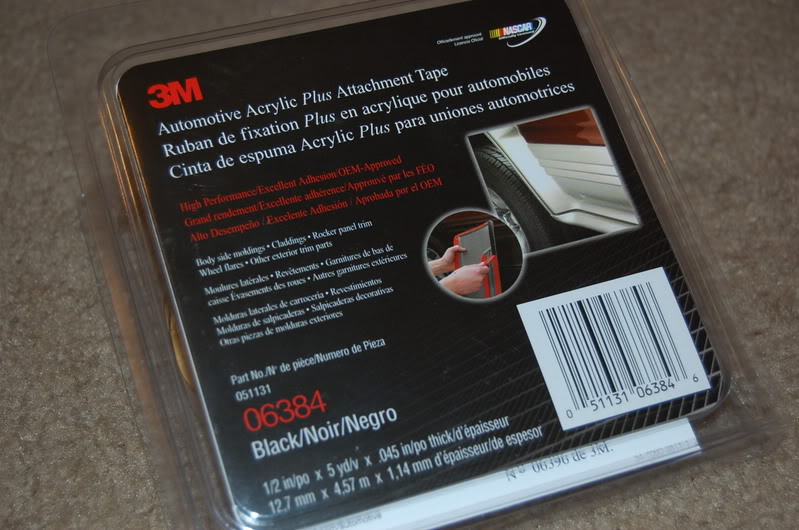 Officiellement approuvé
Licencia Oficial
NASCAR
3M
Automotive Acrylic Plus Attachment Tape
Ruban de fixation Plus en acrylique pour automobiles
Cinta de espuma Acrylic Plus para uniones automotrices
High Performance/Excellent Adhesion/OEM-Approved
Grand rendement/Excellente adhérence/Approuvé par les FÉO
Alto Desempeño / Excelente Adhesión / Aprobada por el OEM
Body side moldings • Claddings • Rocker panel trim
Wheel flares • Other exterior trim parts
Moulures latérales • Revêtements • Garnitures de bas de
caisse Évasements des roues • Autres garnitures extérieures
Molduras laterales de carrocería • Revestimientos
Molduras de salpicaderas • Salpicaderas decorativas
Otras piezas de molduras exteriores
Part No./N° de pièce/Numero de Pieza
051131
06384
Black/Noir/Negro
1/2 in/po x 5 yd/v x .045 in/po thick/d'épaisseur
12.7 mm x 4.57 m x 1,14 mm d'épaisseur/de espesor
0 51131 06384 6
N° 06396 de 3M.